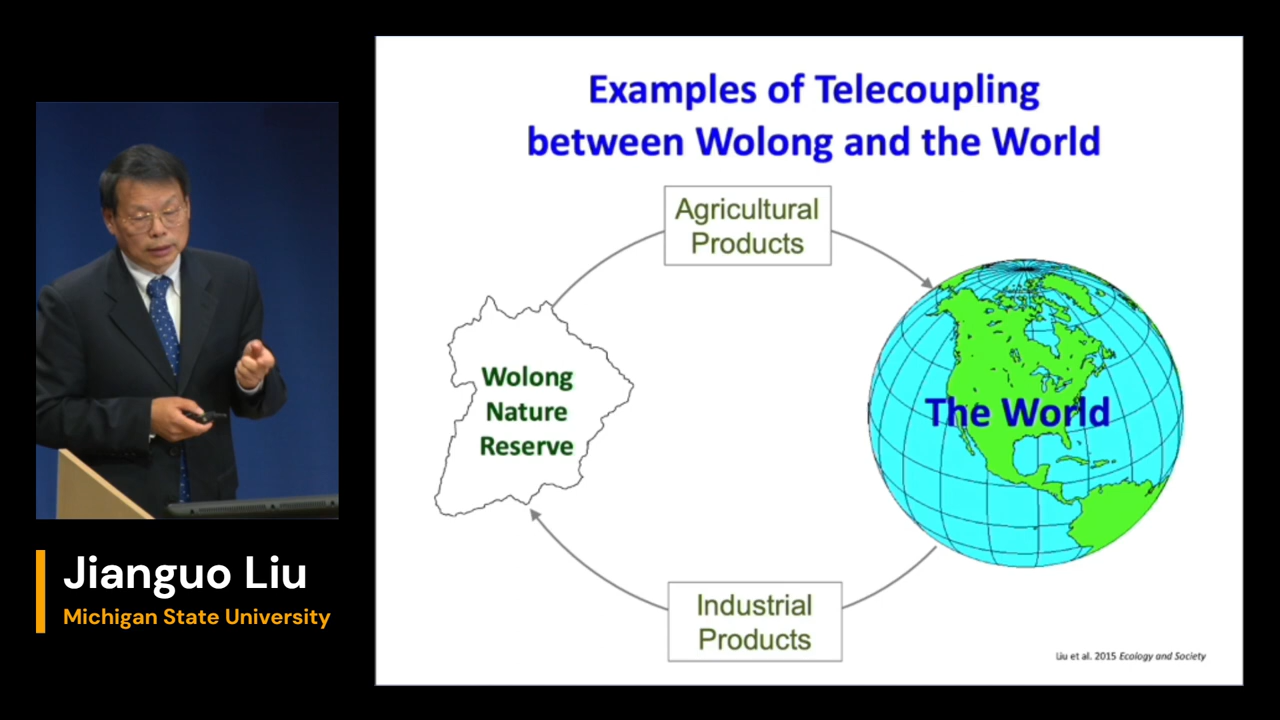 Examples of Telecoupling
between Wolong and the World
Agricultural
Products
Wolong
Nature
Reserve
The World
Industrial
Products
Liu et al. 2015 Ecology and Society
Jianguo Liu
Michigan State University